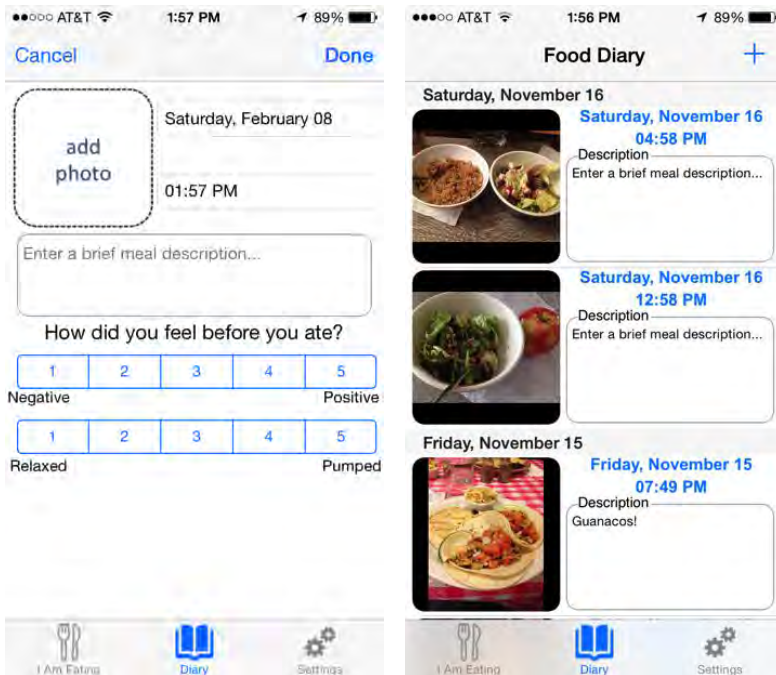 AT&T 1:57 PM 89%
Cancel Done
add
photo
Saturday, February 08
01:57 PM
Enter a brief meal description...
How did you feel before you ate?
1 2 3 4 5
Negative Positive
1 2 3 4 5
Relaxed Pumped
I Am Eating Diary Settings
AT&T 1:56 PM 89%
Food Diary +
Saturday, November 16
Saturday, November 16
04:58 PM
Description
Enter a brief meal description...
Saturday, November 16
12:58 PM
Description
Enter a brief meal description...
Friday, November 15
Friday, November 15
07:49 PM
Description
Guanacos!
I Am Eating Diary Settings